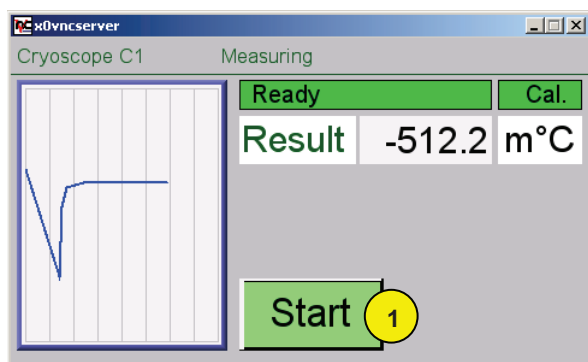 x0vncserver
Cryoscope C1 Measuring
Ready Cal.
Result -512.2 m°C
Start 1